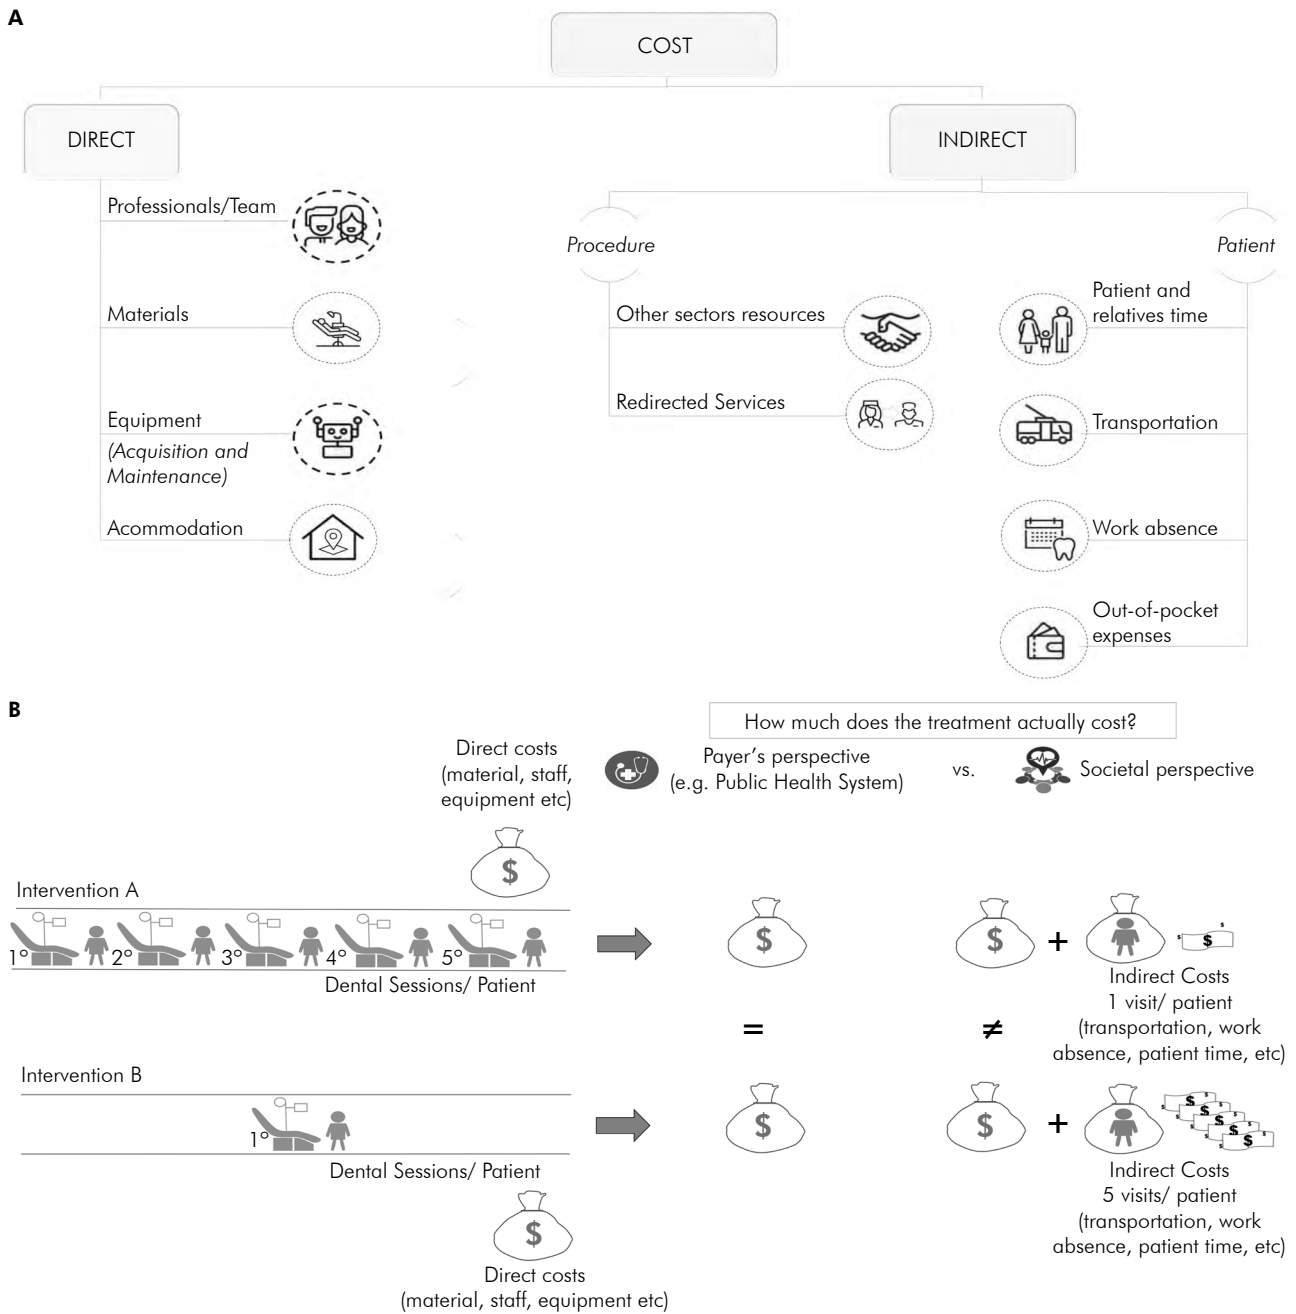 A
COST
DIRECT
INDIRECT
Professionals/Team
Materials
Equipment
(Acquisition and
Maintenance)
Acommodation
Procedure
Other sectors resources
Redirected Services
Patient
Patient and
relatives time
Transportation
Work absence
Out-of-pocket
expenses
B
How much does the treatment actually cost?
Direct costs
(material, staff,
equipment etc)
Payer's perspective
(e.g. Public Health System)
vs.
Societal perspective
$
Intervention A
1° 2° 3° 4° 5°
Dental Sessions/ Patient
$
$ + $ $ $
Indirect Costs
1 visit/ patient
(transportation, work
absence, patient time, etc)
= ≠
Intervention B
1°
Dental Sessions/ Patient
$
Direct costs
(material, staff, equipment etc)
$
$ + $ $ $ $ $ $ $ $ $ $
Indirect Costs
5 visits/ patient
(transportation, work
absence, patient time, etc)